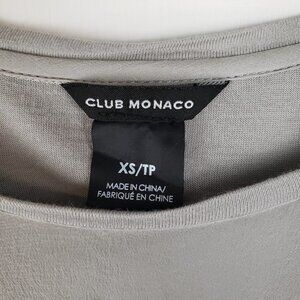 CLUB MONACO
XS/TP
MADE IN CHINA/
FABRIQUÉ EN CHINE